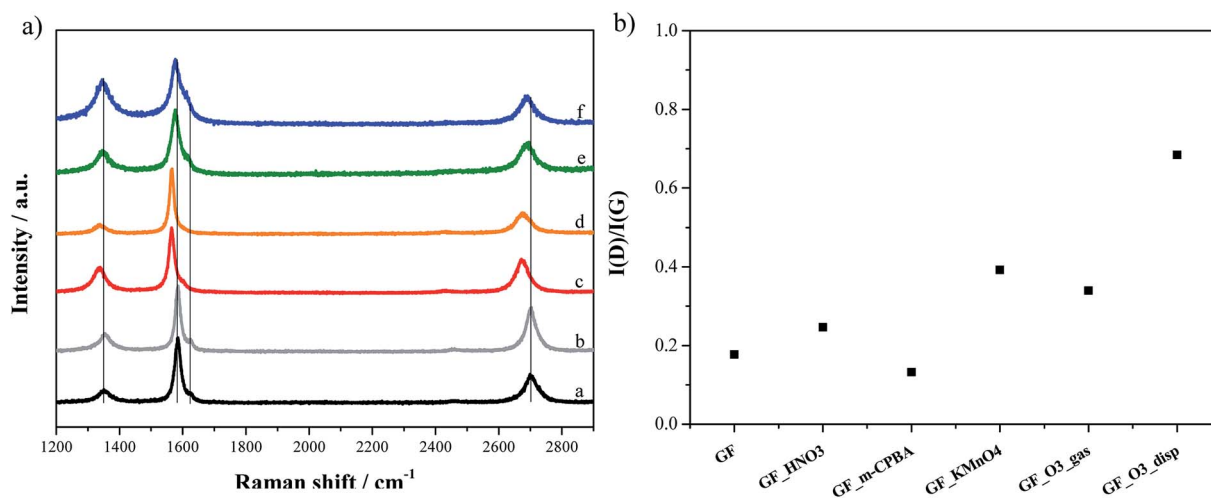 a)
f
e
d
c
b
a
Intensity / a.u.
1200 1400 1600 1800 2000 2200 2400 2600 2800
Raman shift / cm-1
b)
1.0
0.8
0.6
0.4
0.2
0.0
I(D)/I(G)
GF
GF_HNO3
GF_m-CPBA
GF_KMnO4
GF_O3_gas
GF_O3_disp